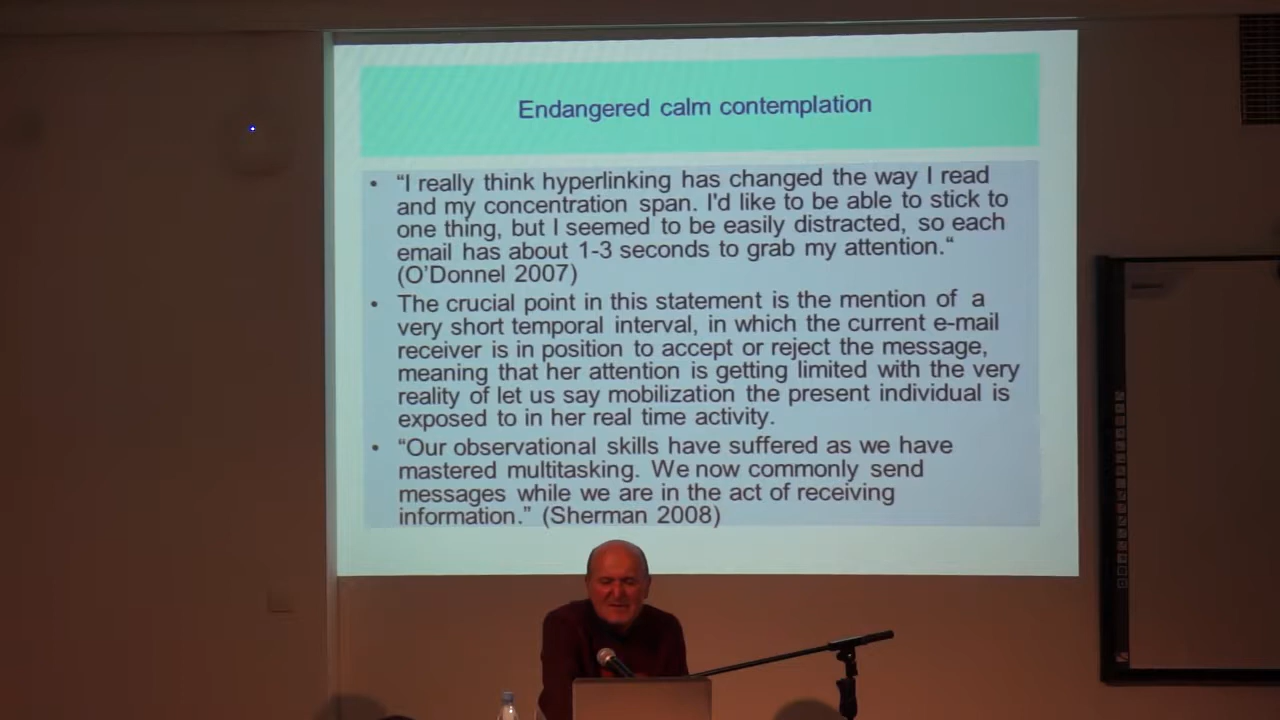 Endangered calm contemplation
• “I really think hyperlinking has changed the way I read
and my concentration span. I'd like to be able to stick to
one thing, but I seemed to be easily distracted, so each
email has about 1-3 seconds to grab my attention.“
(O’Donnel 2007)
• The crucial point in this statement is the mention of a
very short temporal interval, in which the current e-mail
receiver is in position to accept or reject the message,
meaning that her attention is getting limited with the very
reality of let us say mobilization the present individual is
exposed to in her real time activity.
• “Our observational skills have suffered as we have
mastered multitasking. We now commonly send
messages while we are in the act of receiving
information.” (Sherman 2008)